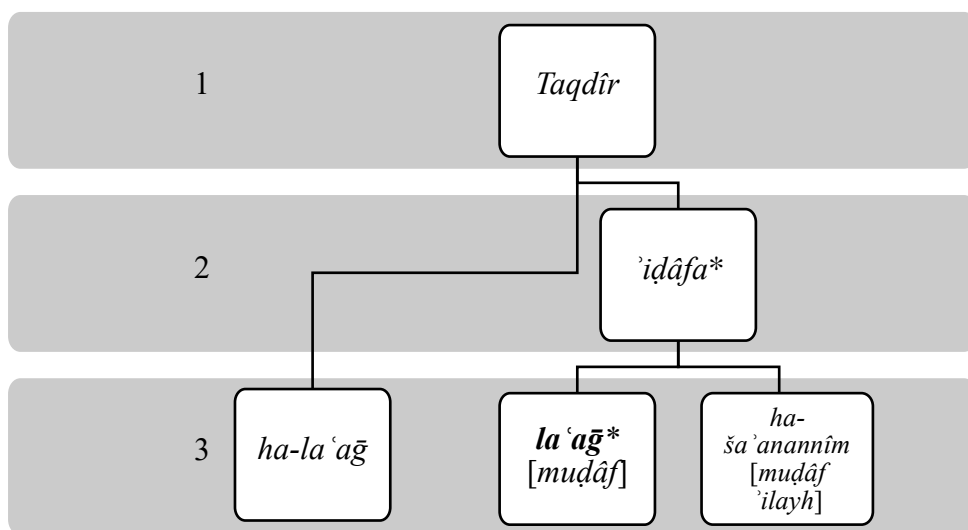 1
Taqdîr
2
ʾiḍâfa*
3
ha-laʿaḡ
laʿaḡ*
[muḍâf]
ha-
šaʾanannîm
[muḍâf
ʾilayh]